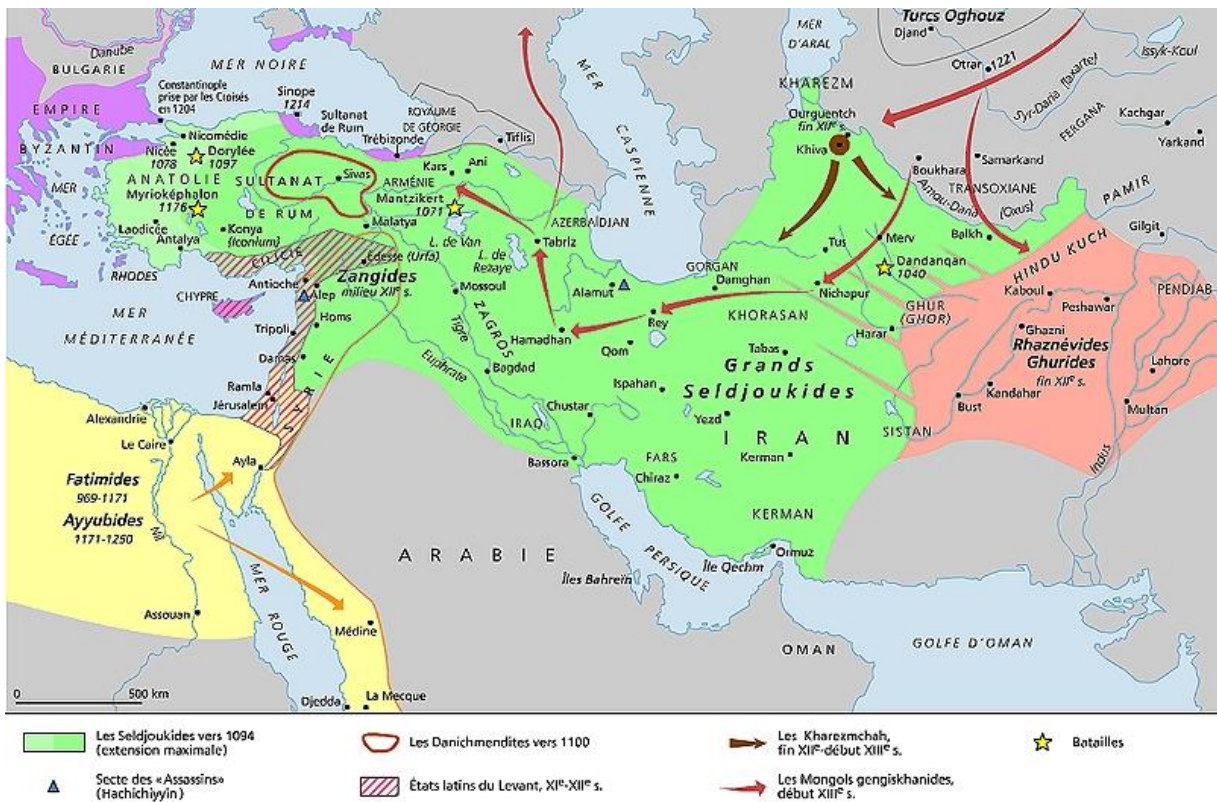 Danube
BULGARIE
MER NOIRE
MER
CASPIENNE
MER
D'ARAL
Turcs Oghouz
Djand
Otrar
1221
Issyk-Koul
Syr-Daria (Iaxarte)
FERGANA
Kachgar
Yarkand
KHAREZM
Ourguentch
fin XIIe s.
Khiva
Boukhara
Samarkand
TRANSOXIANE
Amou-Daria
(Oxus)
PAMIR
EMPIRE
BYZANTIN
Constantinople
prise par les Croisés
en 1204
Sinope
1214
Sultanat
de Rum
Trébizonde
ROYAUME
DE GÉORGIE
Tiflis
Nicomédie
Nicée
1078
Dorylée
1097
ANATOLIE
Myrioképhalon
1176
SULTANAT
DE RUM
Sivas
ARMÉNIE
Kars
Ani
Mantzikert
1071
AZERBAÏDJAN
MER
ÉGÉE
Laodicée
Antalya
Konya
(Iconium)
Malatya
L. de Van
L. de
Rezaye
Tabriz
RHODES
CILICIE
Édesse (Urfa)
Zangides
milieu XIIe s.
Antioche
Alep
CHYPRE
Mossoul
Alamut
GORGAN
Damghan
Tus
Merv
Balkh
Dandanqan
1040
Nichapur
HINDU KUCH
Gilgit
MER
MÉDITERRANÉE
Tripoli
Homs
Damas
SYRIE
ZAGROS
Tigre
Euphrate
Hamadhan
Rey
Qom
KHORASAN
GHUR
(GHOR)
Harar
Kaboul
Peshawar
PENDJAB
Ghazni
Rhaznévides
Ghurides
fin XIIe s.
Lahore
Bagdad
Tabas
Grands
Seldjoukides
Ispahan
Yezd
IRAN
Kandahar
Bust
Multan
SISTAN
Indus
Ramla
Jérusalem
Alexandrie
Le Caire
Ayla
IRAQ
Chustar
Bassora
FARS
Chiraz
Kerman
KERMAN
Fatimides
969-1171
Ayyubides
1171-1250
Nil
Assouan
MER ROUGE
ARABIE
GOLFE
PERSIQUE
Îles Bahreïn
Île Qechm
Ormuz
Médine
OMAN
GOLFE D'OMAN
Djedda
La Mecque
0
500 km
Les Seldjoukides vers 1094
(extension maximale)
Les Danichmendites vers 1100
Les Kharezmchah,
fin XIIe-début XIIIe s.
Batailles
Secte des «Assassins»
(Hachichiyyin)
États latins du Levant, XIe-XIIe s.
Les Mongols gengiskhanides,
début XIIIe s.